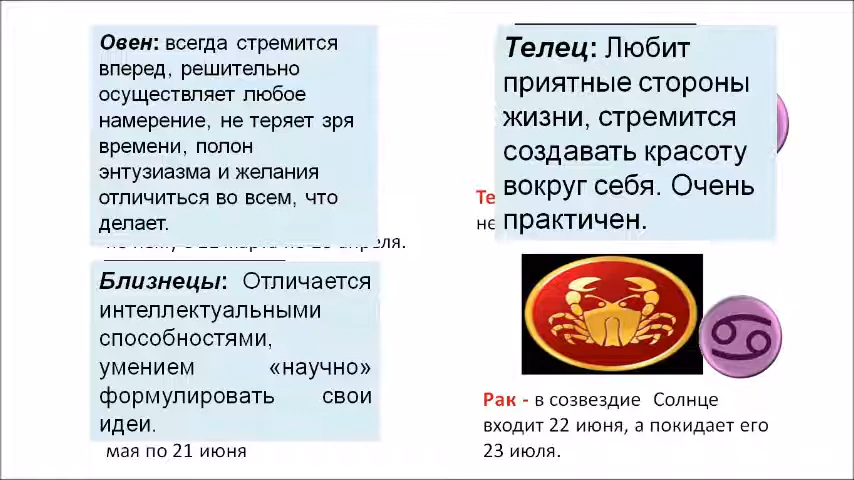 Овен: всегда стремится
вперед, решительно
осуществляет любое
намерение, не теряет зря
времени, полон
энтузиазма и желания
отличиться во всем, что
делает.
Телец: Любит
приятные стороны
жизни, стремится
создавать красоту
вокруг себя. Очень
практичен.
Близнецы: Отличается
интеллектуальными
способностями,
умением «научно»
формулировать свои
идеи.
мая по 21 июня
Рак - в созвездие Солнце
входит 22 июня, а покидает его
23 июля.